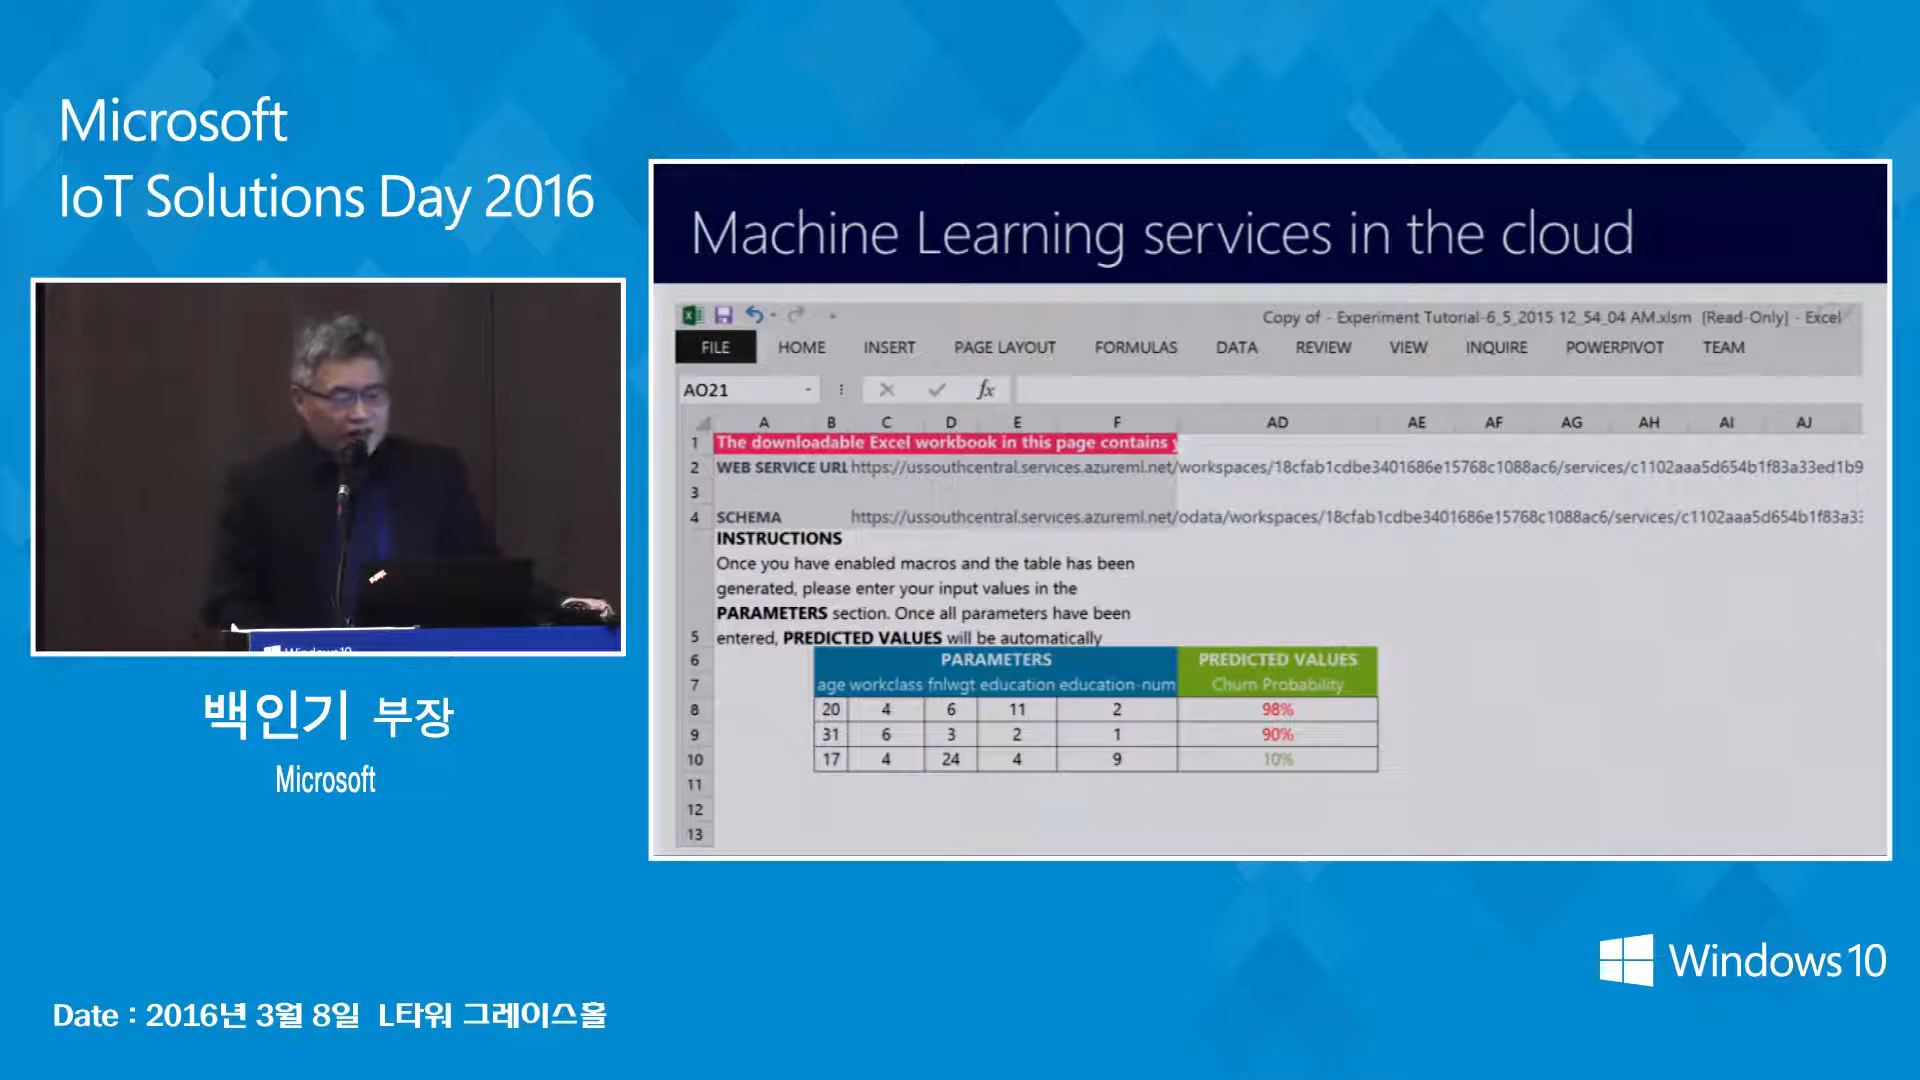 Microsoft
IoT Solutions Day 2016
Machine Learning services in the cloud
Copy of - Experiment Tutorial-6_5_2015 12_54_04 AM.xlsm [Read-Only] - Excel
FILE HOME INSERT PAGE LAYOUT FORMULAS DATA REVIEW VIEW INQUIRE POWERPIVOT TEAM
AO21 fx
A B C D E F AD AE AF AG AH AI AJ
1 The downloadable Excel workbook in this page contains
2 WEB SERVICE URL https://ussouthcentral.services.azureml.net/workspaces/18cfab1cdbe3401686e15768c1088ac6/services/c1102aaa5d654b1f83a33ed1b9
3
4 SCHEMA https://ussouthcentral.services.azureml.net/odata/workspaces/18cfab1cdbe3401686e15768c1088ac6/services/c1102aaa5d654b1f83a3
INSTRUCTIONS
Once you have enabled macros and the table has been
generated, please enter your input values in the
PARAMETERS section. Once all parameters have been
5 entered, PREDICTED VALUES will be automatically
6 PARAMETERS PREDICTED VALUES
7 age workclass fnlwgt education education-num Churn Probability
8 20 4 6 11 2 98%
9 31 6 3 2 1 90%
10 17 4 24 4 9 10%
11
12
13
백인기 부장
Microsoft
Windows 10
Date : 2016년 3월 8일 L타워 그레이스홀